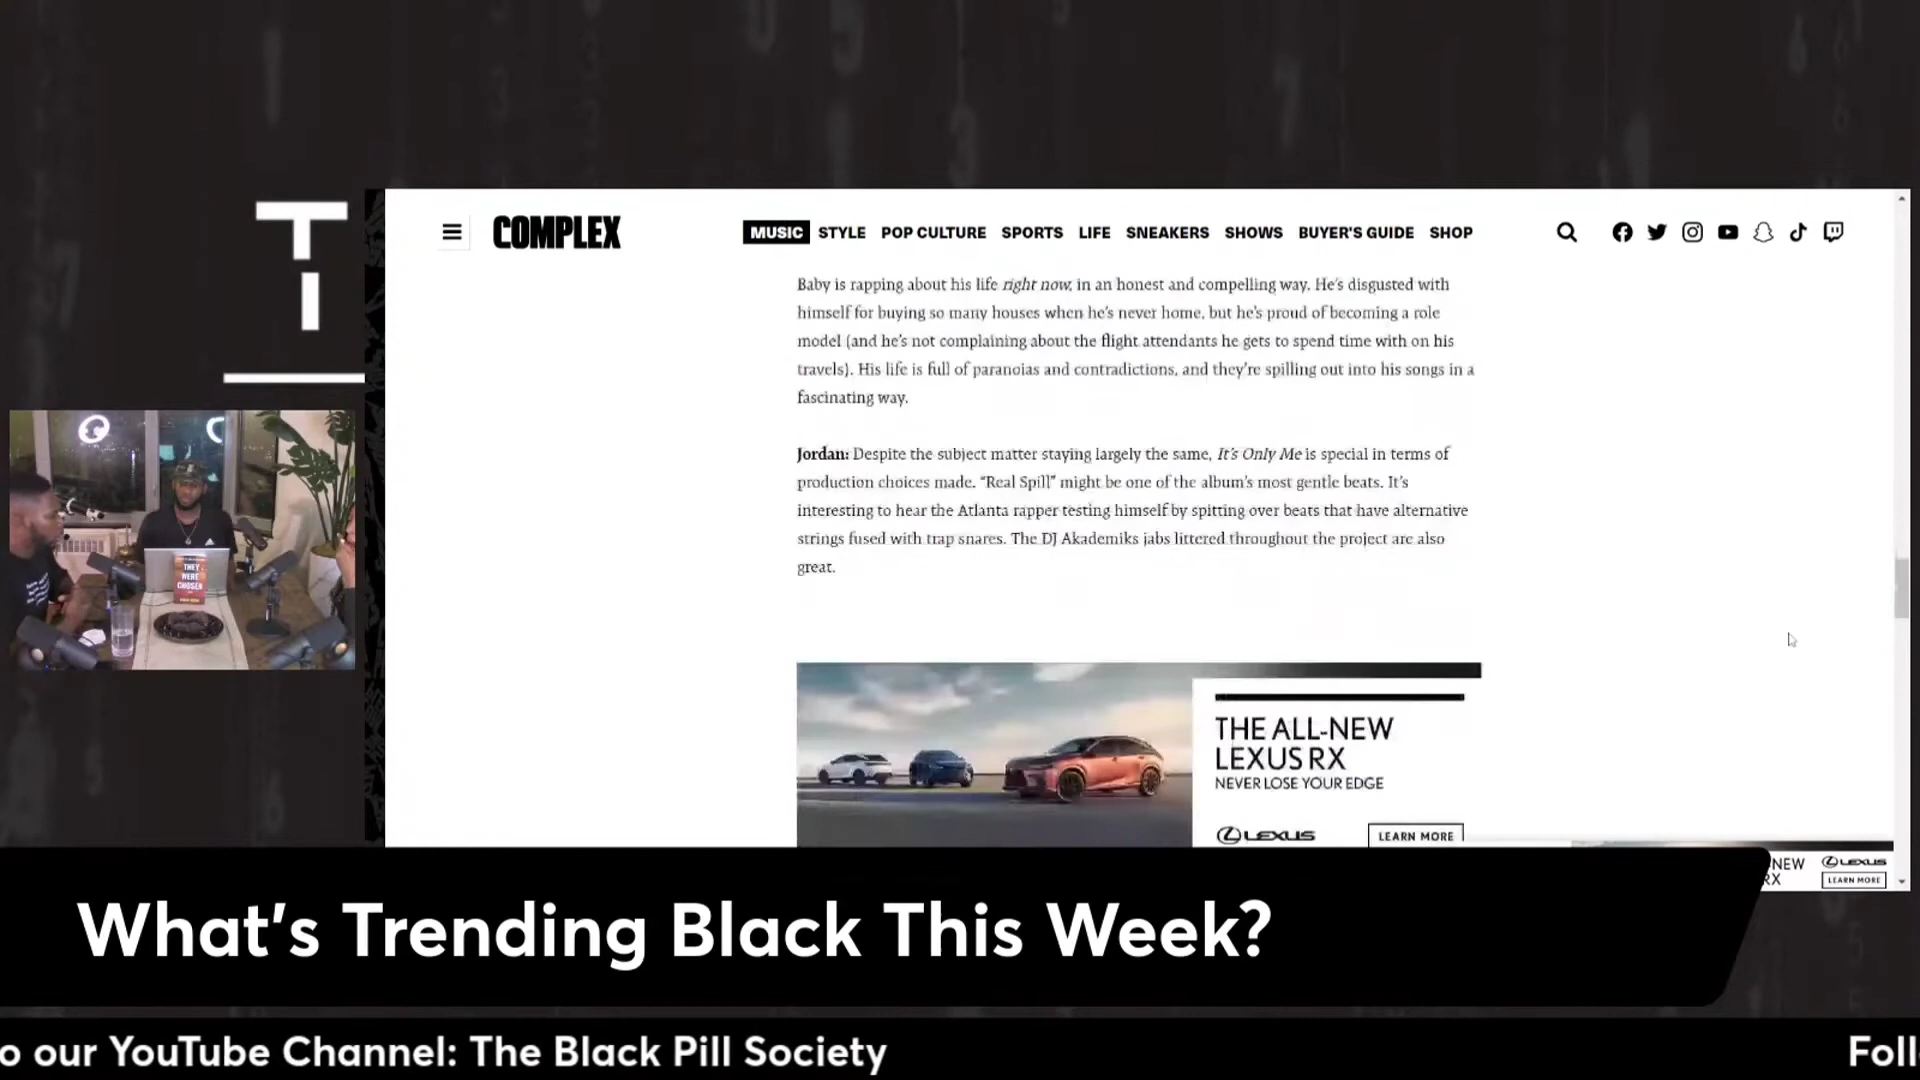 T
I
COMPLEX
MUSIC STYLE POP CULTURE SPORTS LIFE SNEAKERS SHOWS BUYER'S GUIDE SHOP
Baby is rapping about his life right now, in an honest and compelling way. He's disgusted with
himself for buying so many houses when he's never home, but he's proud of becoming a role
model (and he's not complaining about the flight attendants he gets to spend time with on his
travels). His life is full of paranoias and contradictions, and they're spilling out into his songs in a
fascinating way.
Jordan: Despite the subject matter staying largely the same, It's Only Me is special in terms of
production choices made. “Real Spill” might be one of the album's most gentle beats. It's
interesting to hear the Atlanta rapper testing himself by spitting over beats that have alternative
strings fused with trap snares. The DJ Akademiks jabs littered throughout the project are also
great.
THEY
WERE
CHOSEN
THE ALL-NEW
LEXUS RX
NEVER LOSE YOUR EDGE
LEXUS
LEARN MORE
NEW
RX
LEXUS
LEARN MORE
What's Trending Black This Week?
o our YouTube Channel: The Black Pill Society
Foll